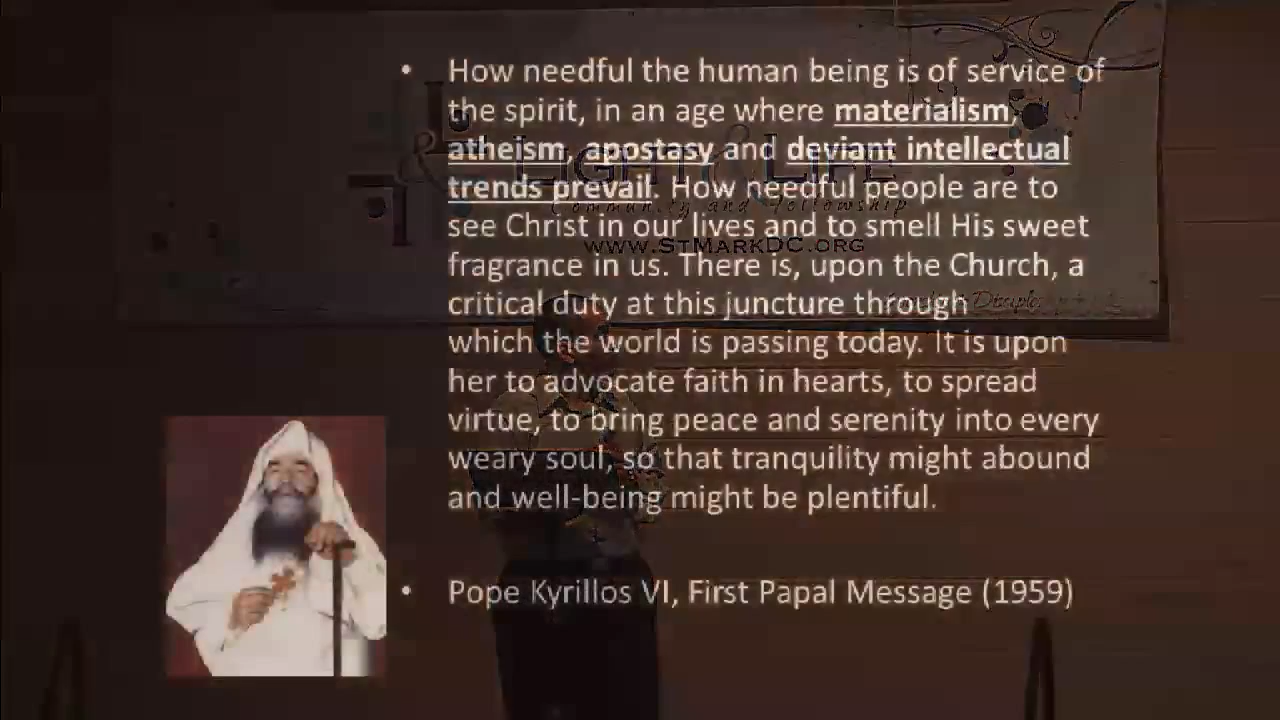 • How needful the human being is of service of
the spirit, in an age where materialism,
atheism, apostasy and deviant intellectual
trends prevail. How needful people are to
see Christ in our lives and to smell His sweet
fragrance in us. There is, upon the Church, a
critical duty at this juncture through
which the world is passing today. It is upon
her to advocate faith in hearts, to spread
virtue, to bring peace and serenity into every
weary soul, so that tranquility might abound
and well-being might be plentiful.
• Pope Kyrillos VI, First Papal Message (1959)
Light & Life
Community and Fellowship
www.StMarkDC.org